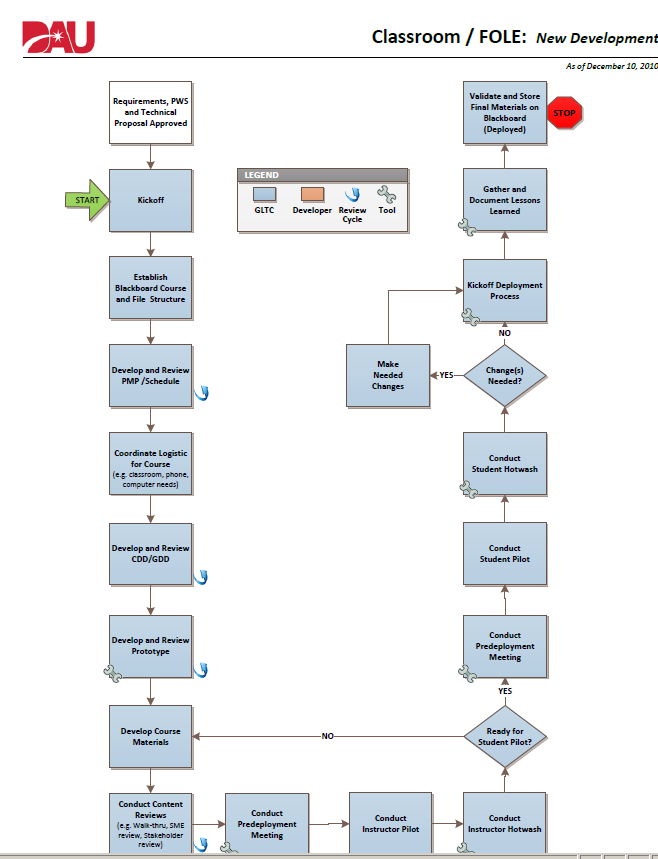 DAU
Classroom / FOLE: New Development
As of December 10, 2010
Requirements, PWS
and Technical
Proposal Approved
START
Kickoff
Establish
Blackboard Course
and File Structure
Develop and Review
PMP /Schedule
Coordinate Logistic
for Course
(e.g. classroom, phone,
computer needs)
Develop and Review
CDD/GDD
Develop and Review
Prototype
Develop Course
Materials
Conduct Content
Reviews
(e.g. Walk-thru, SME
review, Stakeholder
review)
LEGEND
GLTC
Developer
Review
Cycle
Tool
Conduct
Predeployment
Meeting
Conduct
Instructor Pilot
Conduct
Instructor Hotwash
Ready for
Student Pilot?
NO
YES
Conduct
Predeployment
Meeting
Conduct
Student Pilot
Conduct
Student Hotwash
Change(s)
Needed?
YES
Make
Needed
Changes
NO
Kickoff Deployment
Process
Gather and
Document Lessons
Learned
Validate and Store
Final Materials on
Blackboard
(Deployed)
STOP